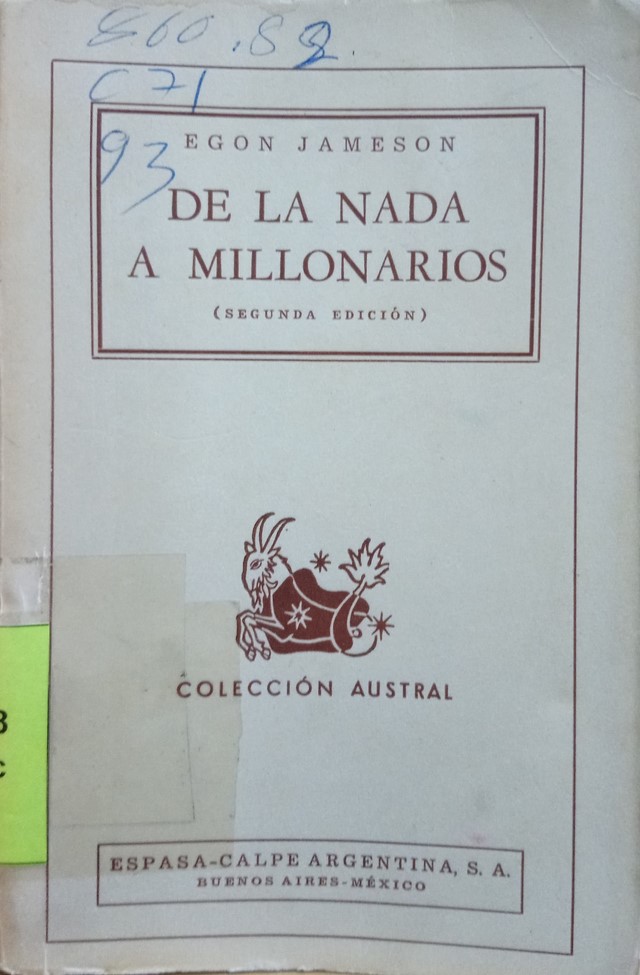 860.82
C71
93
EGON JAMESON
DE LA NADA
A MILLONARIOS
(SEGUNDA EDICIÓN)
COLECCIÓN AUSTRAL
ESPASA-CALPE ARGENTINA, S. A.
BUENOS AIRES-MÉXICO